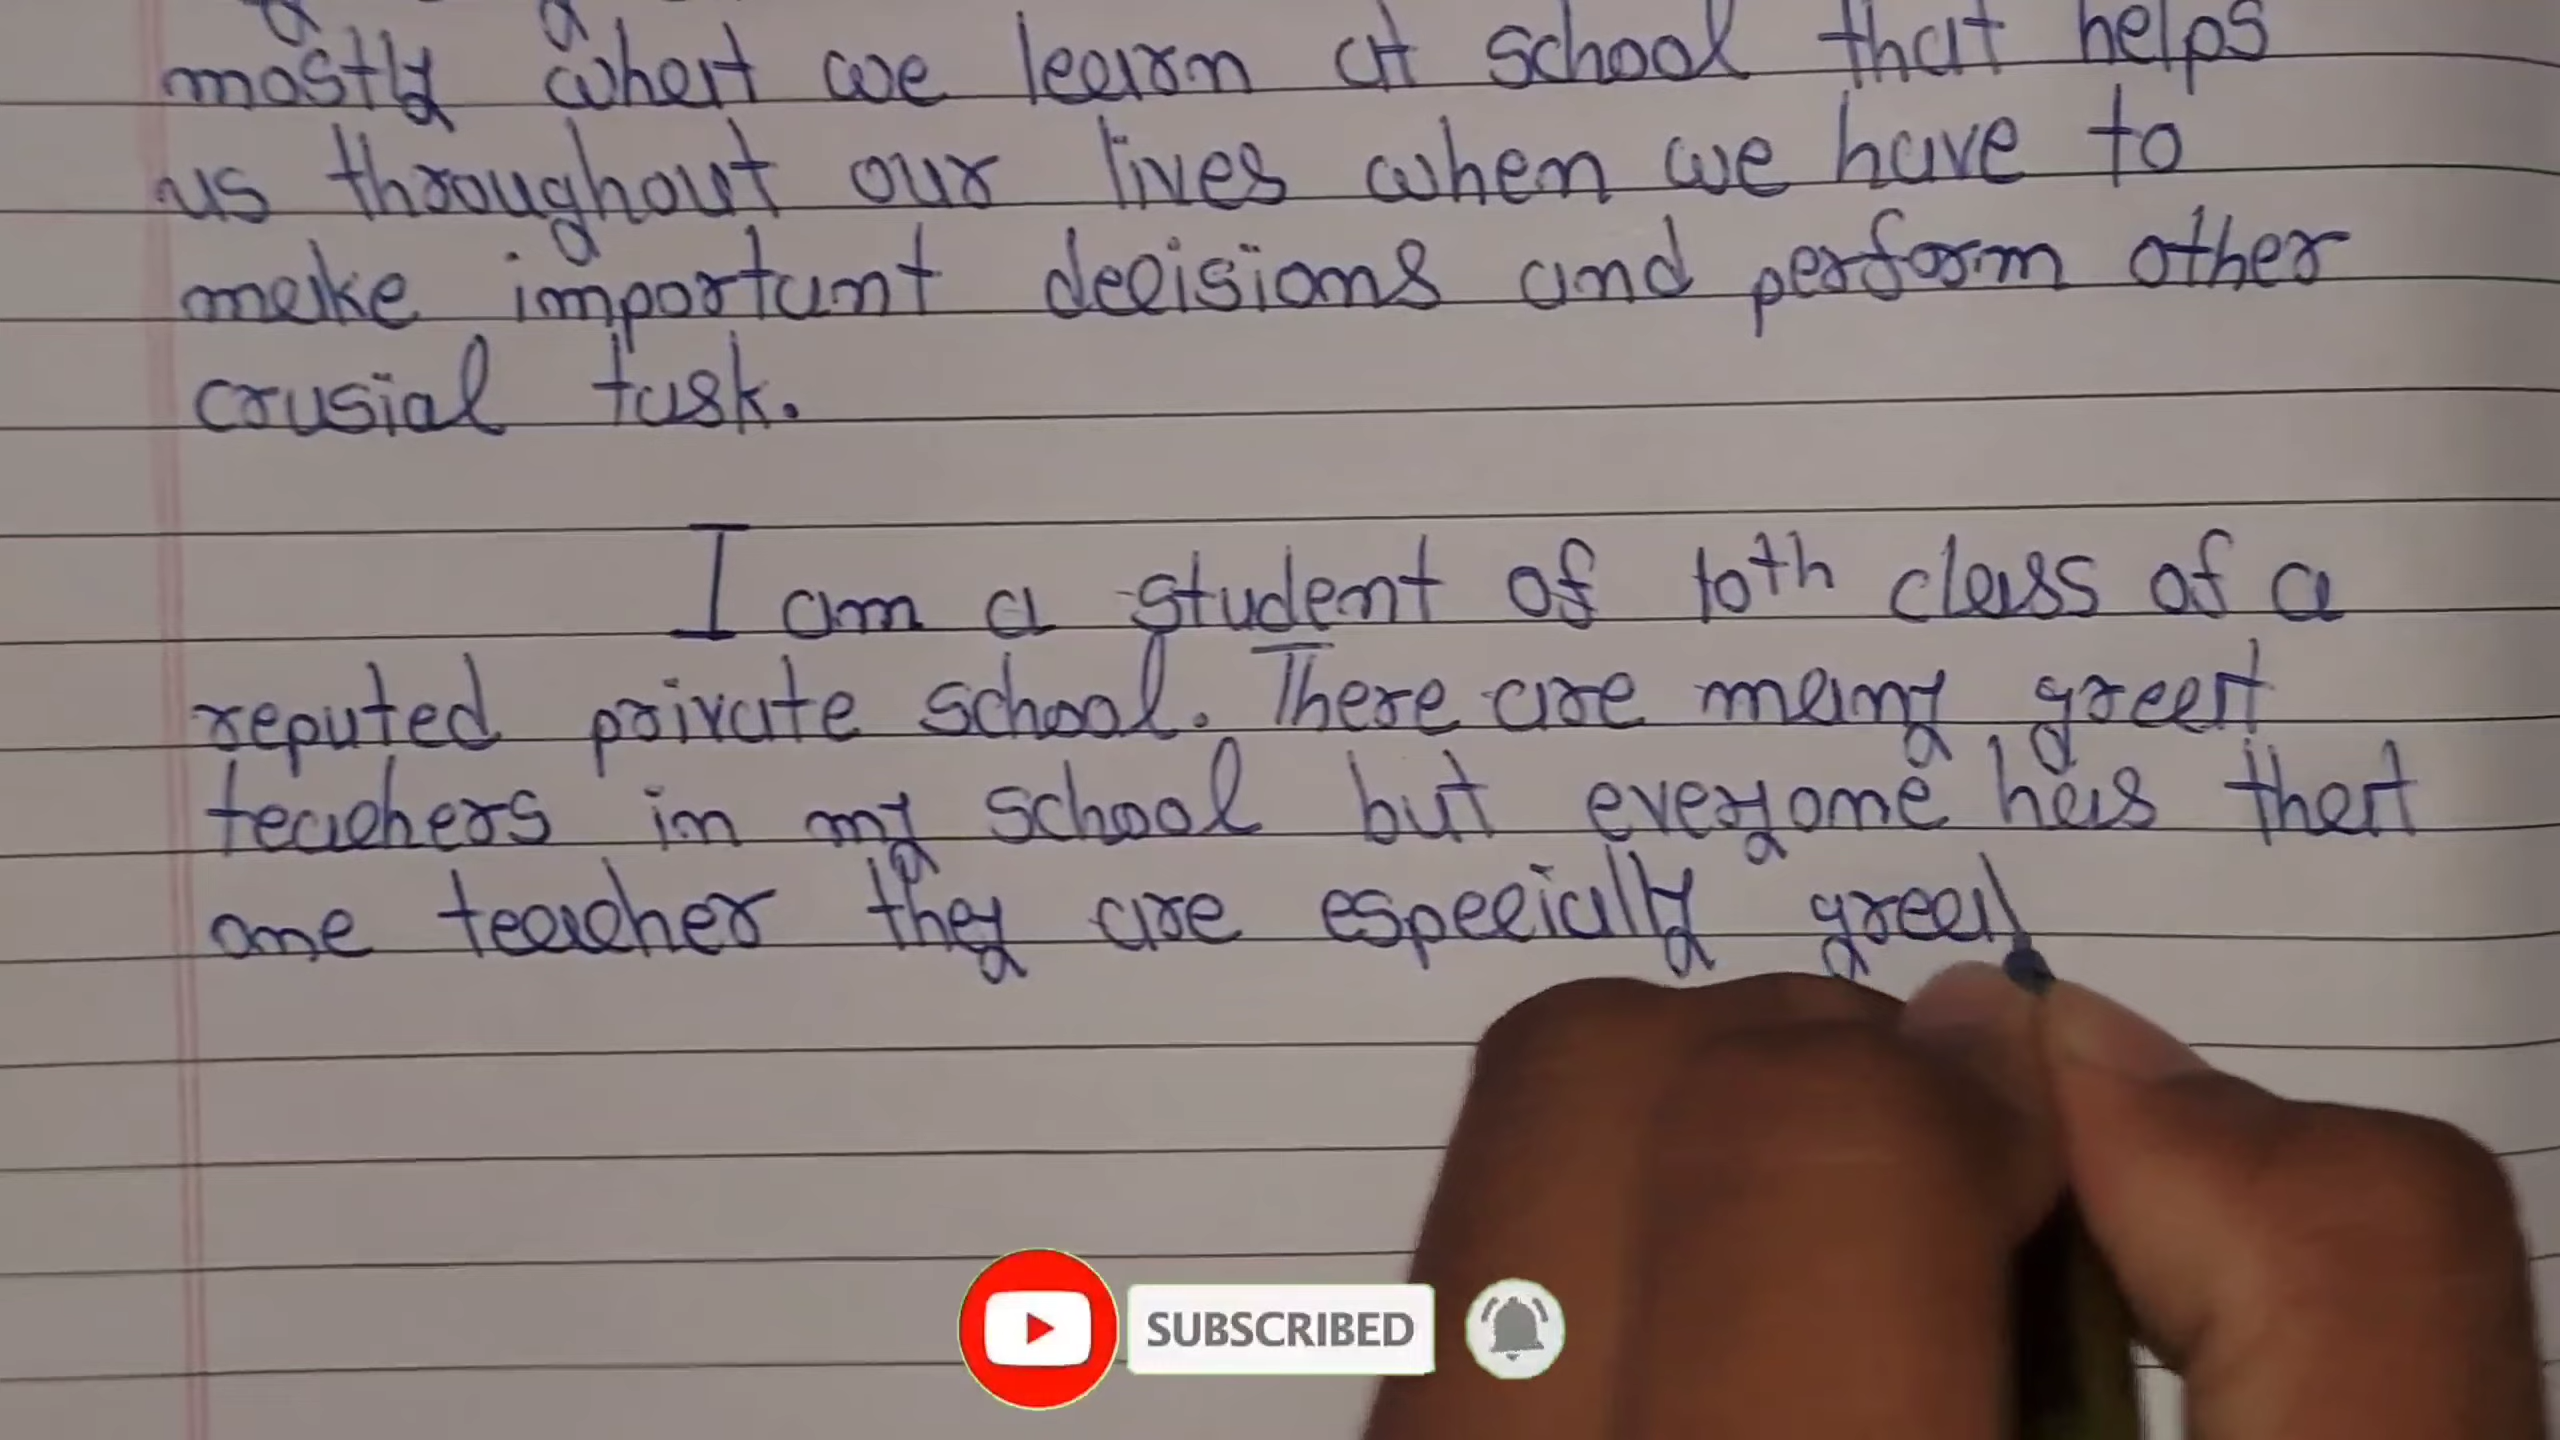 mostly what we learn at school that helps
us throughout our lives when we have to
make important decisions and perform other
crusial task.
I am a student of 10th class of a
reputed private school. There are many great
teachers in my school but everyone has that
one teacher they are especially great
SUBSCRIBED